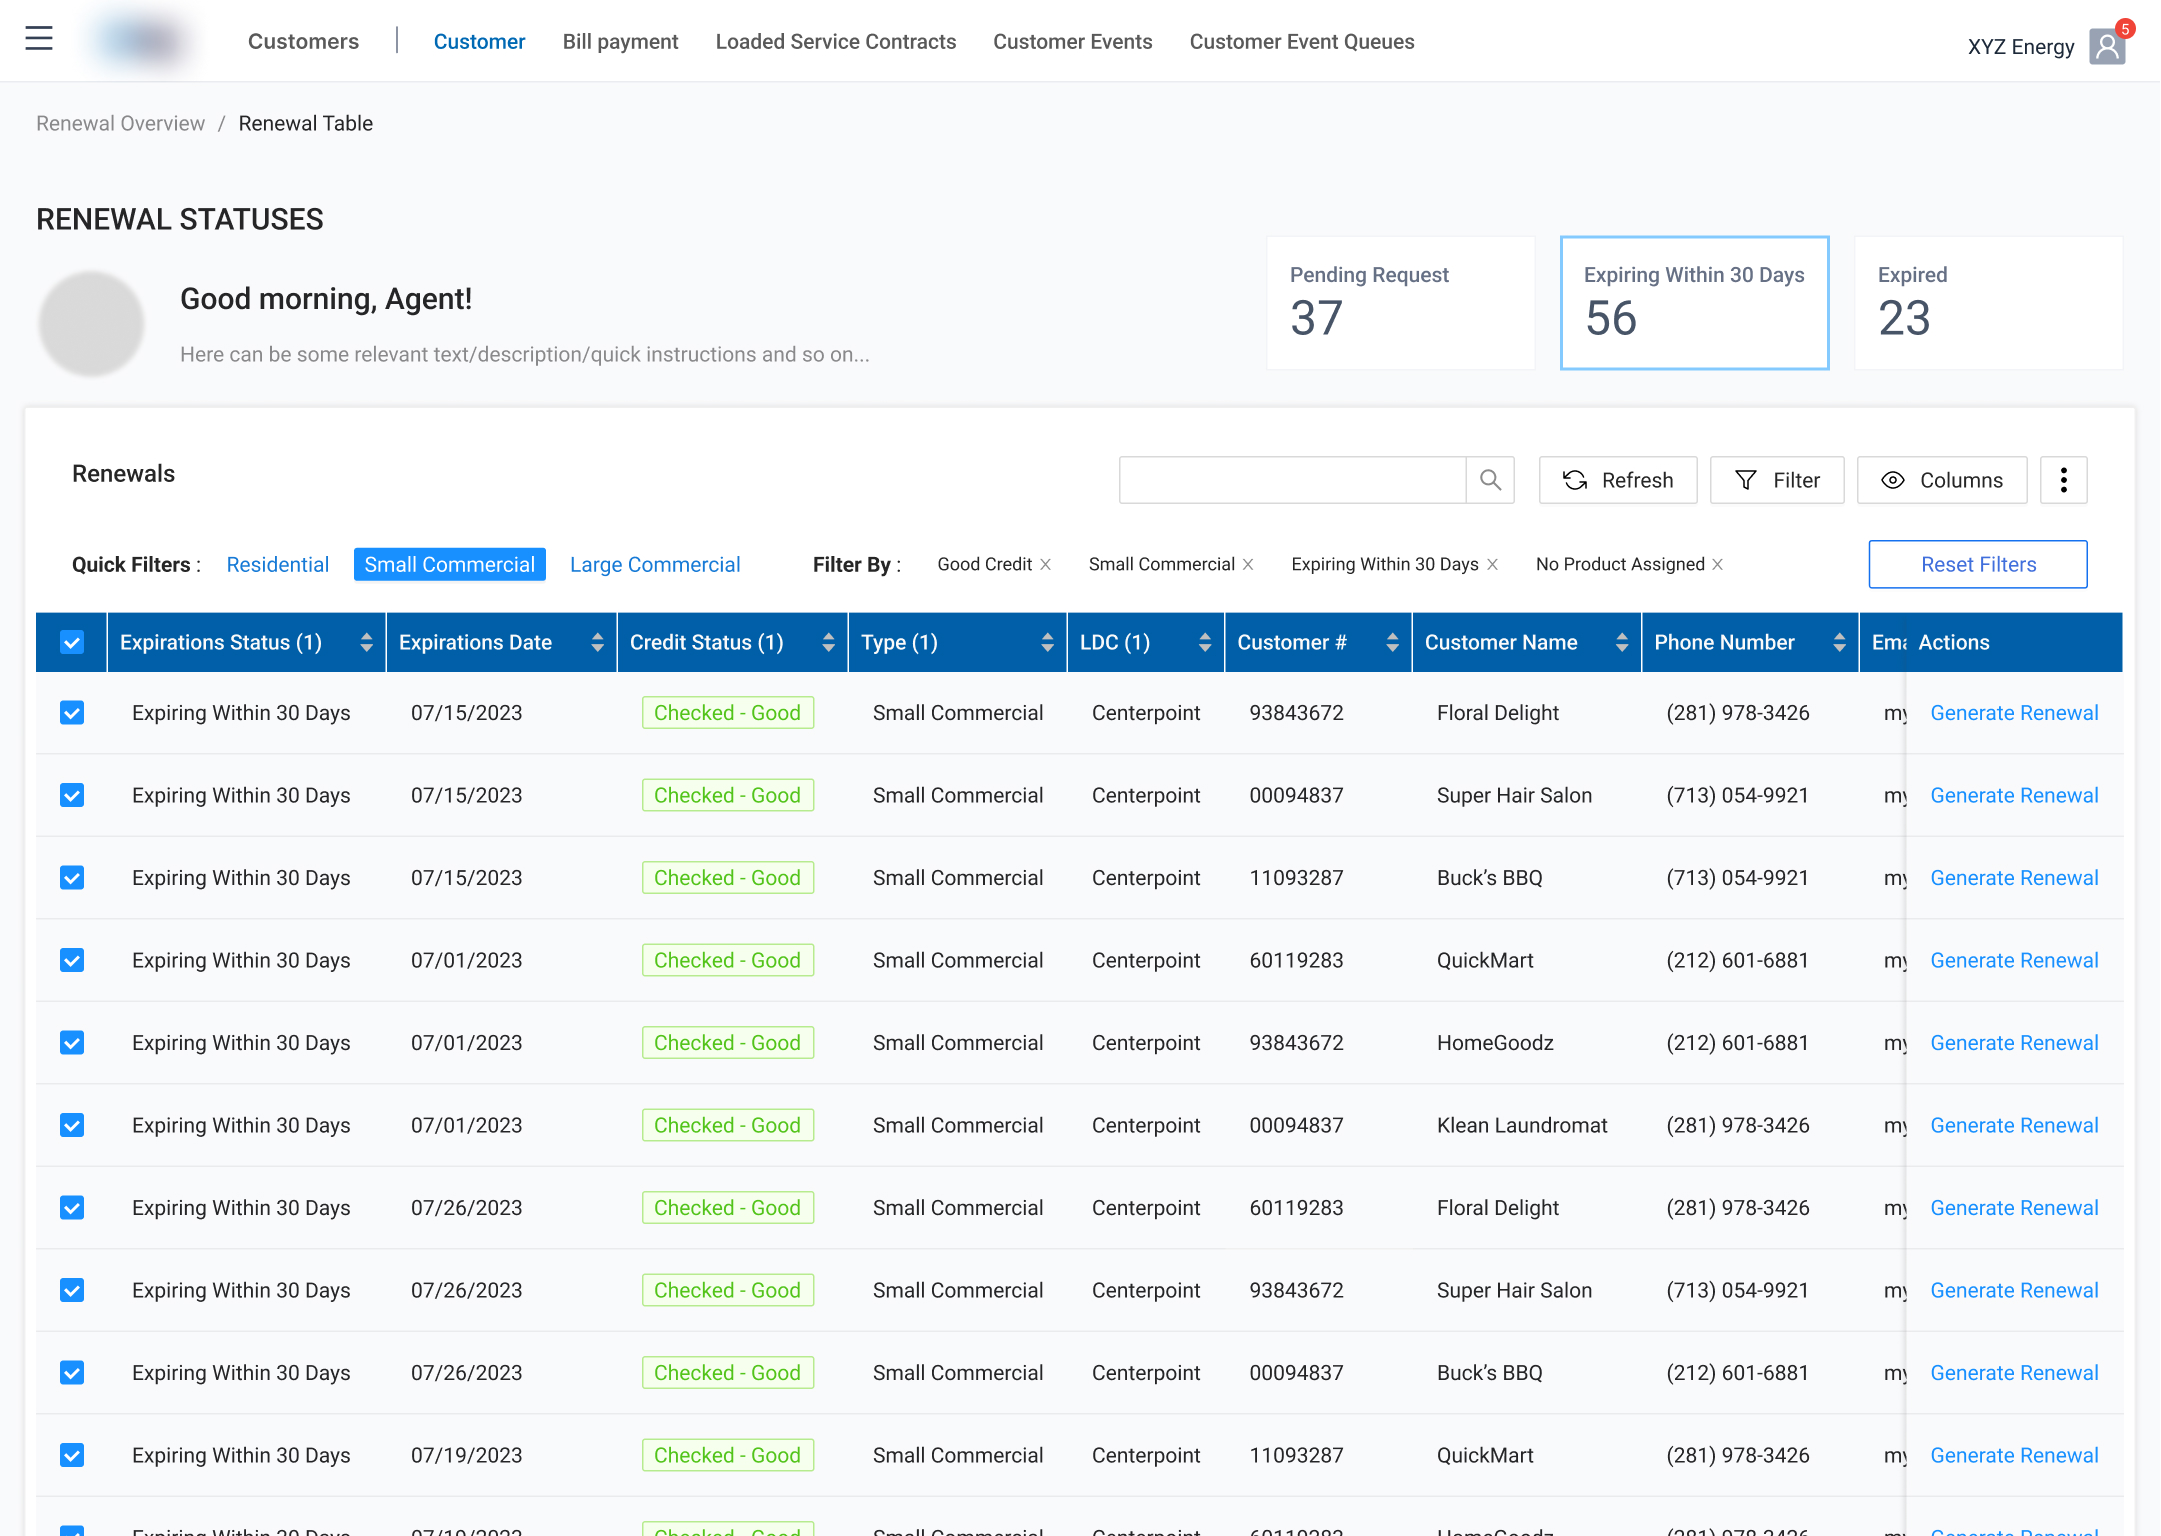 Customers | Customer Bill payment Loaded Service Contracts Customer Events Customer Event Queues XYZ Energy 5
Renewal Overview / Renewal Table
RENEWAL STATUSES
Good morning, Agent!
Here can be some relevant text/description/quick instructions and so on...
Pending Request
37
Expiring Within 30 Days
56
Expired
23
Renewals Refresh Filter Columns
Quick Filters : Residential Small Commercial Large Commercial Filter By : Good Credit × Small Commercial × Expiring Within 30 Days × No Product Assigned × Reset Filters
Expirations Status (1) Expirations Date Credit Status (1) Type (1) LDC (1) Customer # Customer Name Phone Number Ema Actions
Expiring Within 30 Days 07/15/2023 Checked - Good Small Commercial Centerpoint 93843672 Floral Delight (281) 978-3426 my Generate Renewal
Expiring Within 30 Days 07/15/2023 Checked - Good Small Commercial Centerpoint 00094837 Super Hair Salon (713) 054-9921 my Generate Renewal
Expiring Within 30 Days 07/15/2023 Checked - Good Small Commercial Centerpoint 11093287 Buck’s BBQ (713) 054-9921 my Generate Renewal
Expiring Within 30 Days 07/01/2023 Checked - Good Small Commercial Centerpoint 60119283 QuickMart (212) 601-6881 my Generate Renewal
Expiring Within 30 Days 07/01/2023 Checked - Good Small Commercial Centerpoint 93843672 HomeGoodz (212) 601-6881 my Generate Renewal
Expiring Within 30 Days 07/01/2023 Checked - Good Small Commercial Centerpoint 00094837 Klean Laundromat (281) 978-3426 my Generate Renewal
Expiring Within 30 Days 07/26/2023 Checked - Good Small Commercial Centerpoint 60119283 Floral Delight (281) 978-3426 my Generate Renewal
Expiring Within 30 Days 07/26/2023 Checked - Good Small Commercial Centerpoint 93843672 Super Hair Salon (713) 054-9921 my Generate Renewal
Expiring Within 30 Days 07/26/2023 Checked - Good Small Commercial Centerpoint 00094837 Buck’s BBQ (212) 601-6881 my Generate Renewal
Expiring Within 30 Days 07/19/2023 Checked - Good Small Commercial Centerpoint 11093287 QuickMart (281) 978-3426 my Generate Renewal